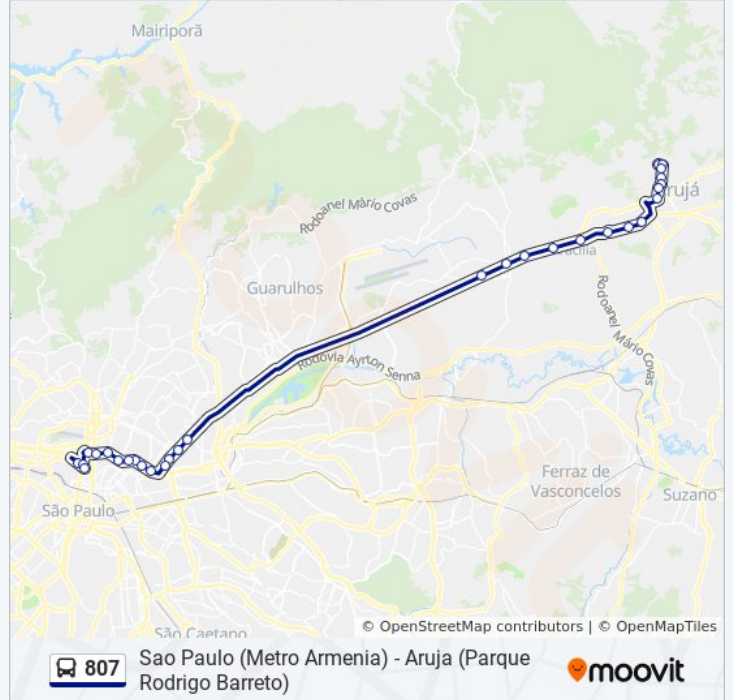 Mairiporã
Rodoanel Mário Covas
Guarulhos
Rodovia Ayrton Senna
Rodoanel Mário Covas
Ferraz de
Vasconcelos
Suzano
São Paulo
São Caetano
© OpenStreetMap contributors | © OpenMapTiles
807
Sao Paulo (Metro Armenia) - Aruja (Parque
Rodrigo Barreto)
moovit